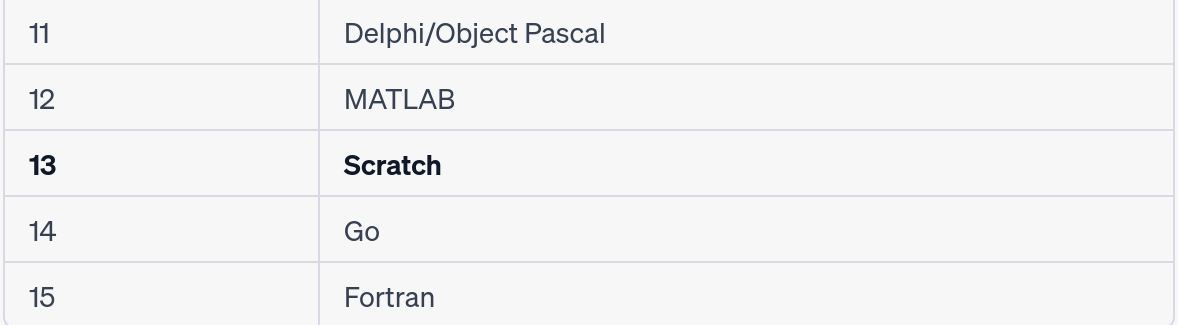 11 Delphi/Object Pascal
12 MATLAB
13 Scratch
14 Go
15 Fortran